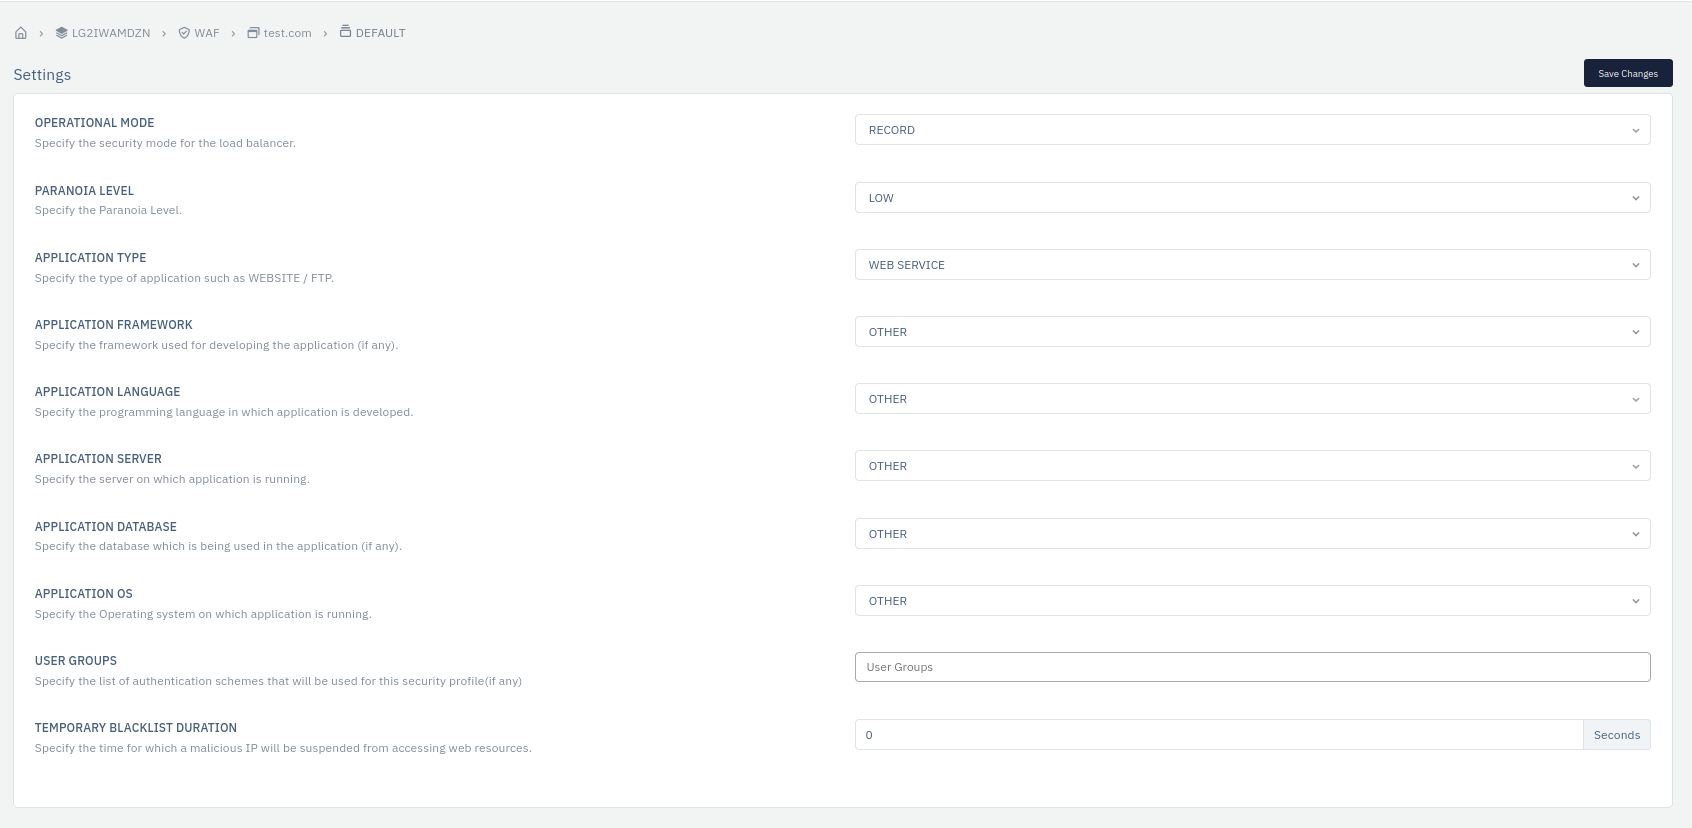 LG2IWAMDZN WAF test.com DEFAULT
Settings
Save Changes
OPERATIONAL MODE
Specify the security mode for the load balancer.
RECORD
PARANOIA LEVEL
Specify the Paranoia Level.
LOW
APPLICATION TYPE
Specify the type of application such as WEBSITE / FTP.
WEB SERVICE
APPLICATION FRAMEWORK
Specify the framework used for developing the application (if any).
OTHER
APPLICATION LANGUAGE
Specify the programming language in which application is developed.
OTHER
APPLICATION SERVER
Specify the server on which application is running.
OTHER
APPLICATION DATABASE
Specify the database which is being used in the application (if any).
OTHER
APPLICATION OS
Specify the Operating system on which application is running.
OTHER
USER GROUPS
Specify the list of authentication schemes that will be used for this security profile(if any)
User Groups
TEMPORARY BLACKLIST DURATION
Specify the time for which a malicious IP will be suspended from accessing web resources.
0 Seconds